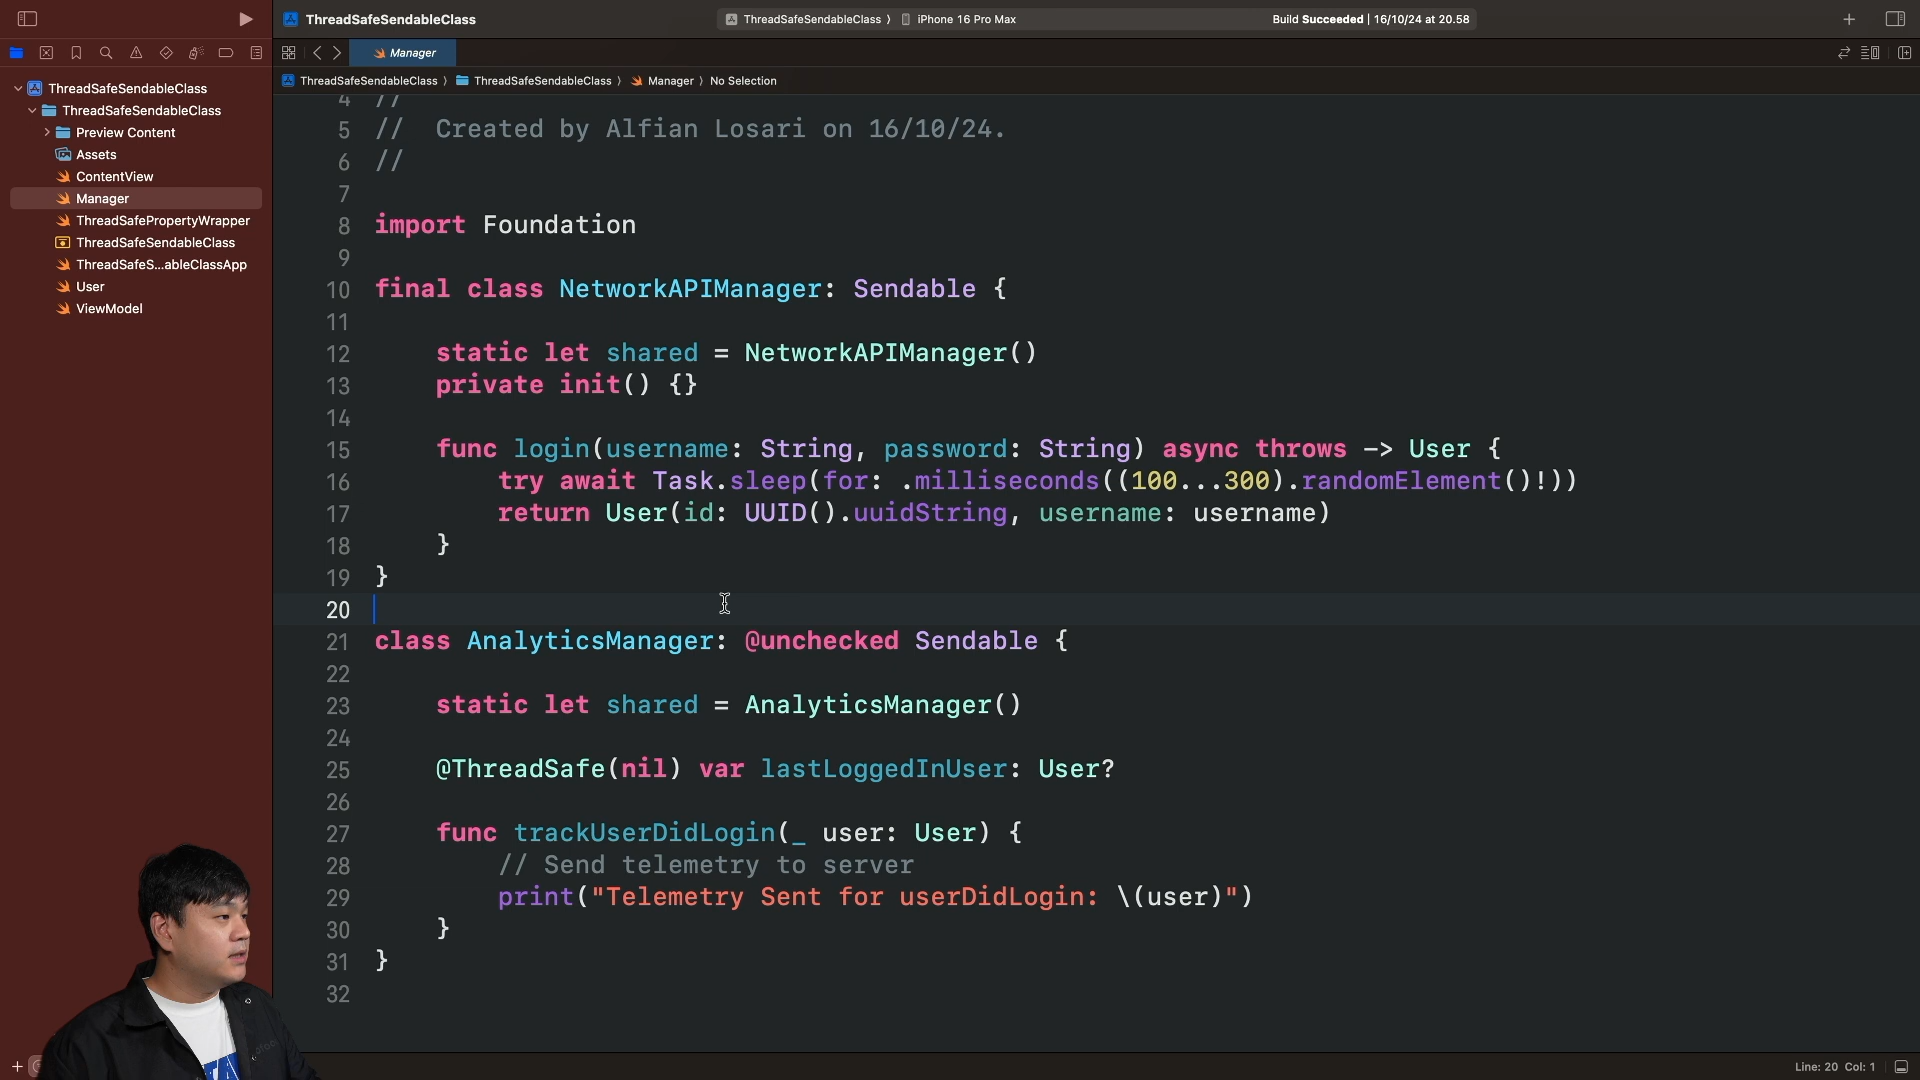 ThreadSafeSendableClass
ThreadSafeSendableClass 〉 iPhone 16 Pro Max
Build Succeeded | 16/10/24 at 20.58
Manager
ThreadSafeSendableClass 〉 ThreadSafeSendableClass 〉 Manager 〉 No Selection
ThreadSafeSendableClass
ThreadSafeSendableClass
Preview Content
Assets
ContentView
Manager
ThreadSafePropertyWrapper
ThreadSafeSendableClass
ThreadSafeS...ableClassApp
User
ViewModel
4 //
5 //  Created by Alfian Losari on 16/10/24.
6 //
7
8 import Foundation
9
10 final class NetworkAPIManager: Sendable {
11
12     static let shared = NetworkAPIManager()
13     private init() {}
14
15     func login(username: String, password: String) async throws -> User {
16         try await Task.sleep(for: .milliseconds((100...300).randomElement()!))
17         return User(id: UUID().uuidString, username: username)
18     }
19 }
20
21 class AnalyticsManager: @unchecked Sendable {
22
23     static let shared = AnalyticsManager()
24
25     @ThreadSafe(nil) var lastLoggedInUser: User?
26
27     func trackUserDidLogin(_ user: User) {
28         // Send telemetry to server
29         print("Telemetry Sent for userDidLogin: \(user)")
30     }
31 }
32
Line: 20 Col: 1